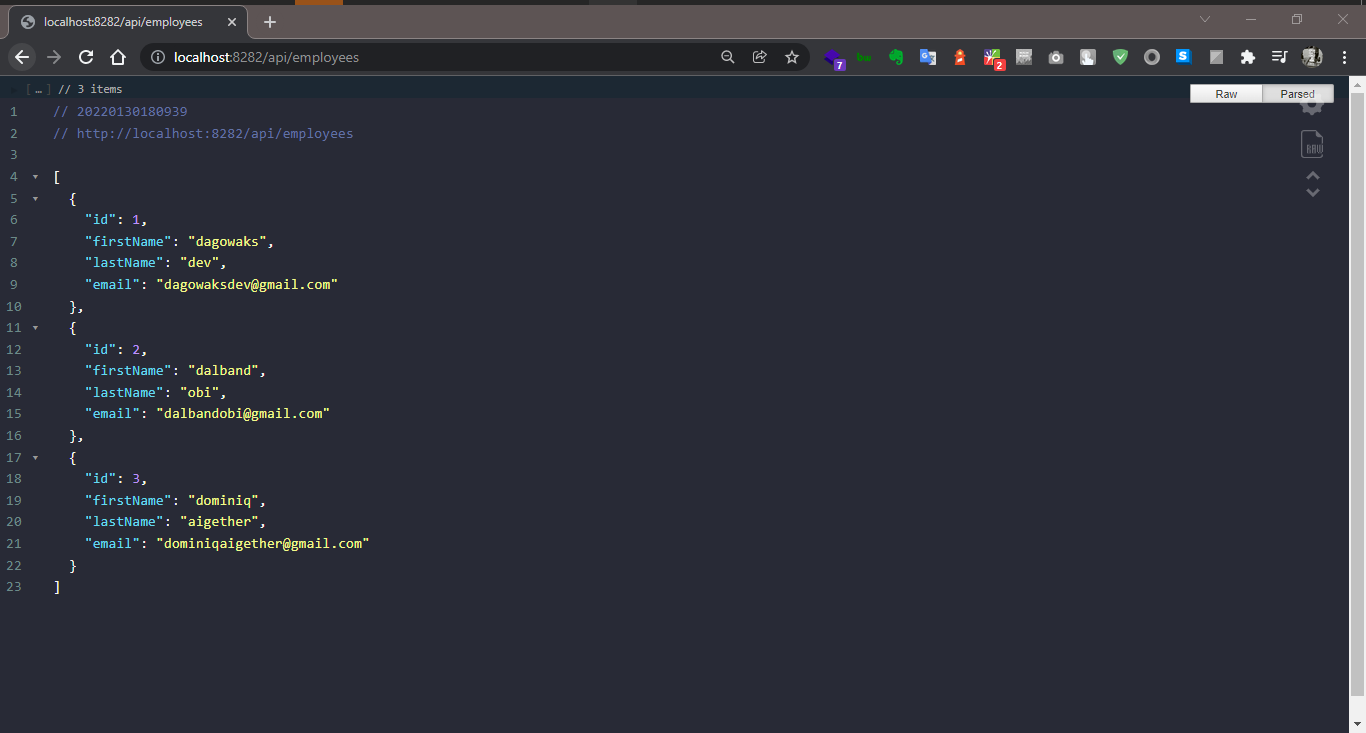 localhost:8282/api/employees
localhost:8282/api/employees
7
bw
2
S
[ … ] // 3 items
Raw
Parsed
1 // 20220130180939
2 // http://localhost:8282/api/employees
RAW
3
4 [
5 {
6 "id": 1,
7 "firstName": "dagowaks",
8 "lastName": "dev",
9 "email": "dagowaksdev@gmail.com"
10 },
11 {
12 "id": 2,
13 "firstName": "dalband",
14 "lastName": "obi",
15 "email": "dalbandobi@gmail.com"
16 },
17 {
18 "id": 3,
19 "firstName": "dominiq",
20 "lastName": "aigether",
21 "email": "dominiqaigether@gmail.com"
22 }
23 ]